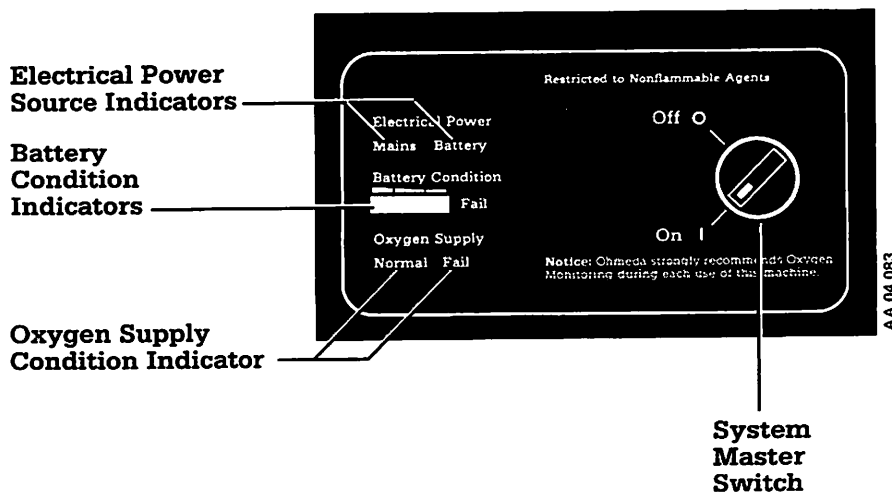 Electrical Power
Source Indicators
Battery
Condition
Indicators
Oxygen Supply
Condition Indicator
Restricted to Nonflammable Agents
Electrical Power
Mains Battery
Battery Condition
Fail
Oxygen Supply
Normal Fail
Off O
On I
Notice: Ohmeda strongly recommends Oxygen
Monitoring during each use of this machine.
AA 04 083
System
Master
Switch